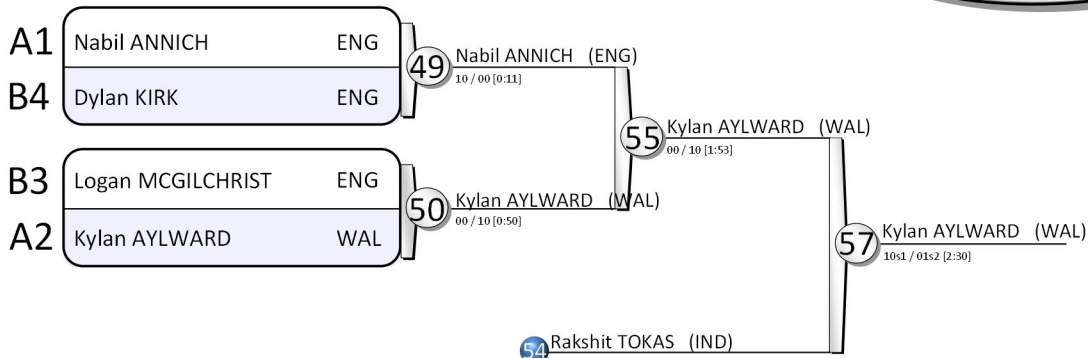 A1 Nabil ANNICH ENG
B4 Dylan KIRK ENG
49 Nabil ANNICH (ENG)
10 / 00 [0:11]
55 Kylan AYLWARD (WAL)
00 / 10 [1:53]
B3 Logan MCGILCHRIST ENG
A2 Kylan AYLWARD WAL
50 Kylan AYLWARD (WAL)
00 / 10 [0:50]
57 Kylan AYLWARD (WAL)
10s1 / 01s2 [2:30]
54 Rakshit TOKAS (IND)